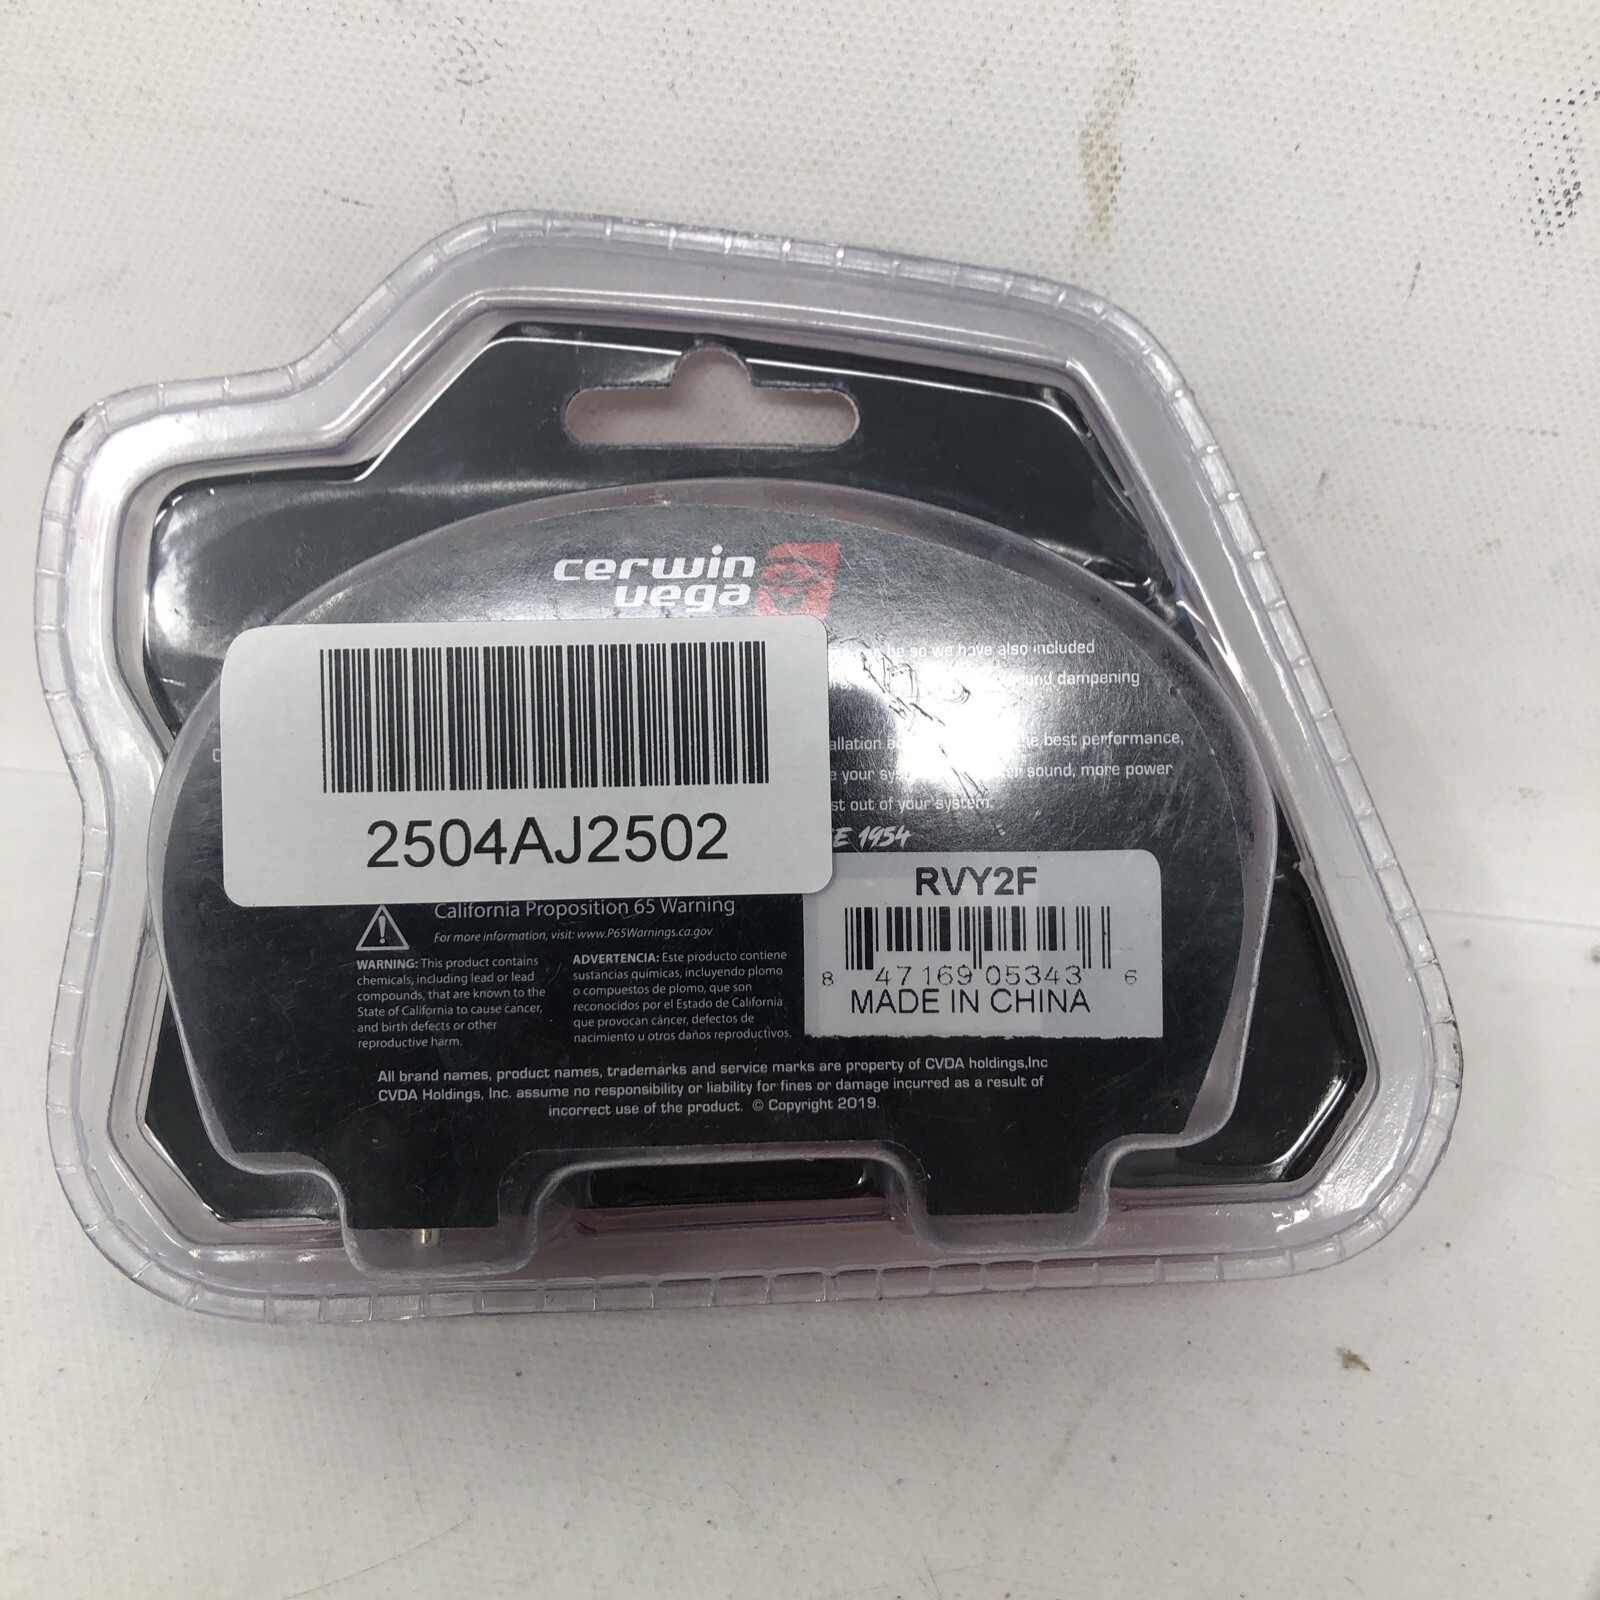 cerwin
vega
be so we have also included
sound dampening
best performance,
your sound, more power
out of your system.
1954
2504AJ2502
RVY2F
8 47169 05343 6
MADE IN CHINA
California Proposition 65 Warning
For more information, visit: www.P65Warnings.ca.gov
WARNING: This product contains
chemicals, including lead or lead
compounds, that are known to the
State of California to cause cancer,
and birth defects or other
reproductive harm.
ADVERTENCIA: Este producto contiene
sustancias químicas, incluyendo plomo
o compuestos de plomo, que son
reconocidos por el Estado de California
que provocan cáncer, defectos de
nacimiento u otros daños reproductivos.
All brand names, product names, trademarks and service marks are property of CVDA holdings,Inc
CVDA Holdings, Inc. assume no responsibility or liability for fines or damage incurred as a result of
incorrect use of the product. © Copyright 2019.